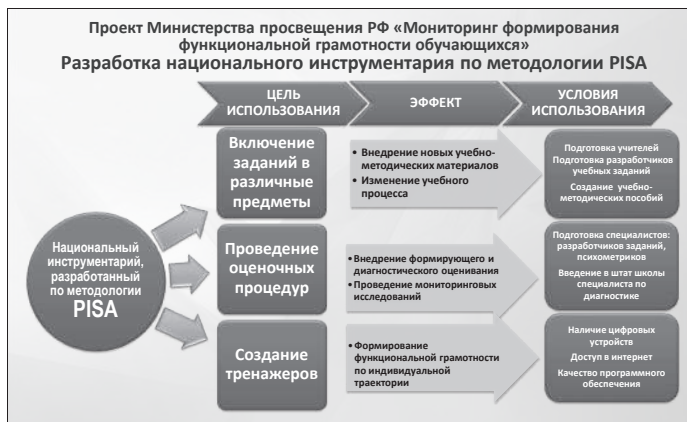 Проект Министерства просвещения РФ «Мониторинг формирования
функциональной грамотности обучающихся»
Разработка национального инструментария по методологии PISA
ЦЕЛЬ
ИСПОЛЬЗОВАНИЯ
ЭФФЕКТ
УСЛОВИЯ
ИСПОЛЬЗОВАНИЯ
Национальный
инструментарий,
разработанный
по методологии
PISA
Включение
заданий в
различные
предметы
• Внедрение новых учебно-
методических материалов
• Изменение учебного
процесса
Подготовка учителей
Подготовка разработчиков
учебных заданий
Создание учебно-
методических пособий
Проведение
оценочных
процедур
•Внедрение формирующего и
диагностического оценивания
• Проведение мониторинговых
исследований
Подготовка специалистов:
разработчиков заданий,
психометриков
Введение в штат школы
специалиста по
диагностике
Создание
тренажеров
•Формирование
функциональной грамотности
по индивидуальной
траектории
Наличие цифровых
устройств
Доступ в интернет
Качество программного
обеспечения